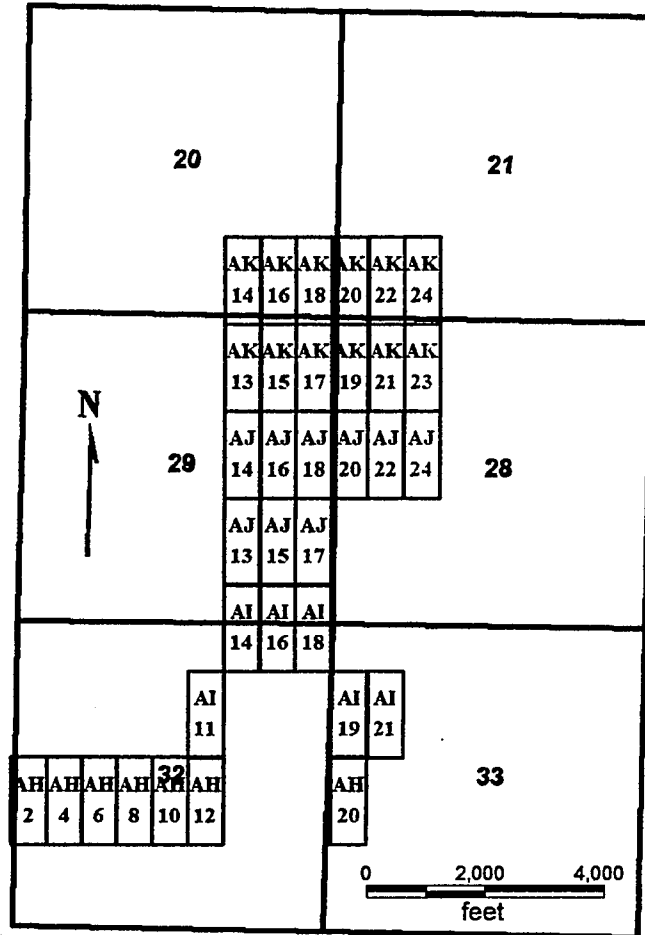 20
21
AK AK AK AK AK AK
14 16 18 20 22 24
AK AK AK AK AK AK
13 15 17 19 21 23
N
AJ AJ AJ AJ AJ AJ
29
14 16 18 20 22 24
28
AJ AJ AJ
13 15 17
AI AI AI
14 16 18
AI AI AI
11 19 21
32
33
AH AH AH AH AH AH AH
2 4 6 8 10 12 20
0 2,000 4,000
feet